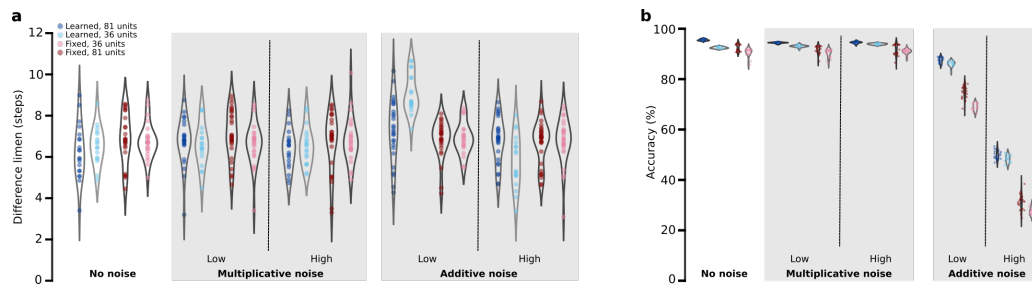 a
Learned, 81 units
Learned, 36 units
Fixed, 36 units
Fixed, 81 units
Difference limen (steps)
12
10
8
6
4
2
0
Low
High
Low
High
No noise
Multiplicative noise
Additive noise
b
Accuracy (%)
100
80
60
40
20
0
Low
High
Low
High
No noise
Multiplicative noise
Additive noise